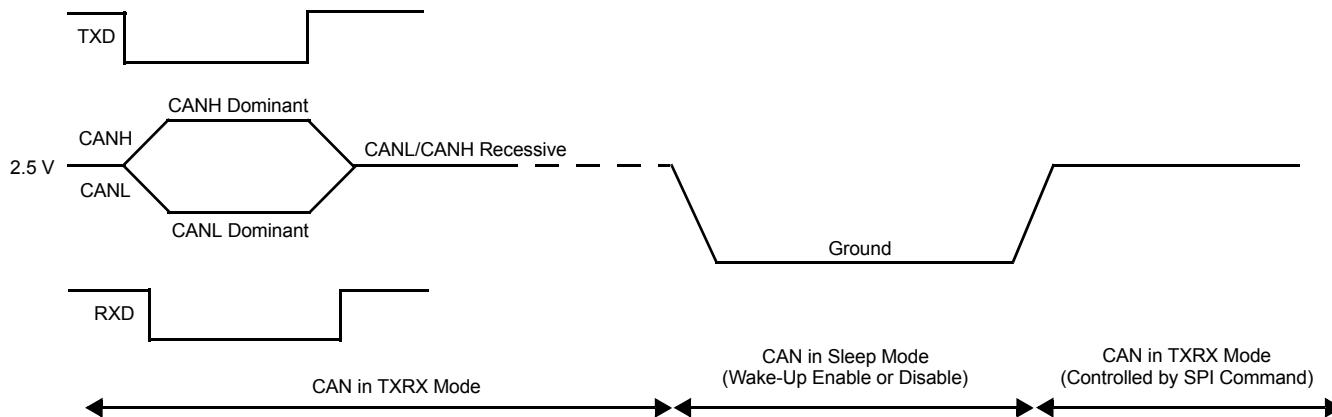 TXD
CANH Dominant
CANH
2.5 V
CANL/CANH Recessive
CANL
CANL Dominant
Ground
RXD
CAN in TXRX Mode
CAN in Sleep Mode
(Wake-Up Enable or Disable)
CAN in TXRX Mode
(Controlled by SPI Command)